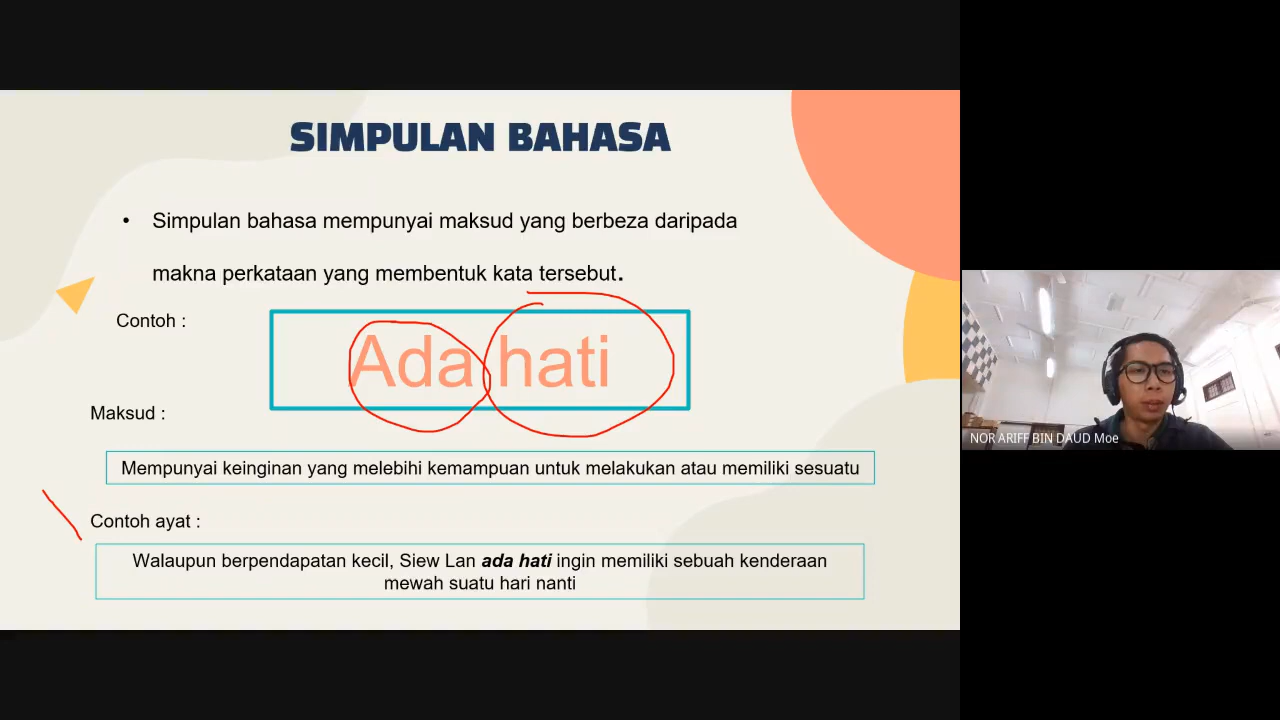 SIMPULAN BAHASA
• Simpulan bahasa mempunyai maksud yang berbeza daripada
makna perkataan yang membentuk kata tersebut.
Contoh :
Ada hati
Maksud :
Mempunyai keinginan yang melebihi kemampuan untuk melakukan atau memiliki sesuatu
Contoh ayat :
Walaupun berpendapatan kecil, Siew Lan ada hati ingin memiliki sebuah kenderaan
mewah suatu hari nanti
NOR ARIFF BIN DAUD Moe